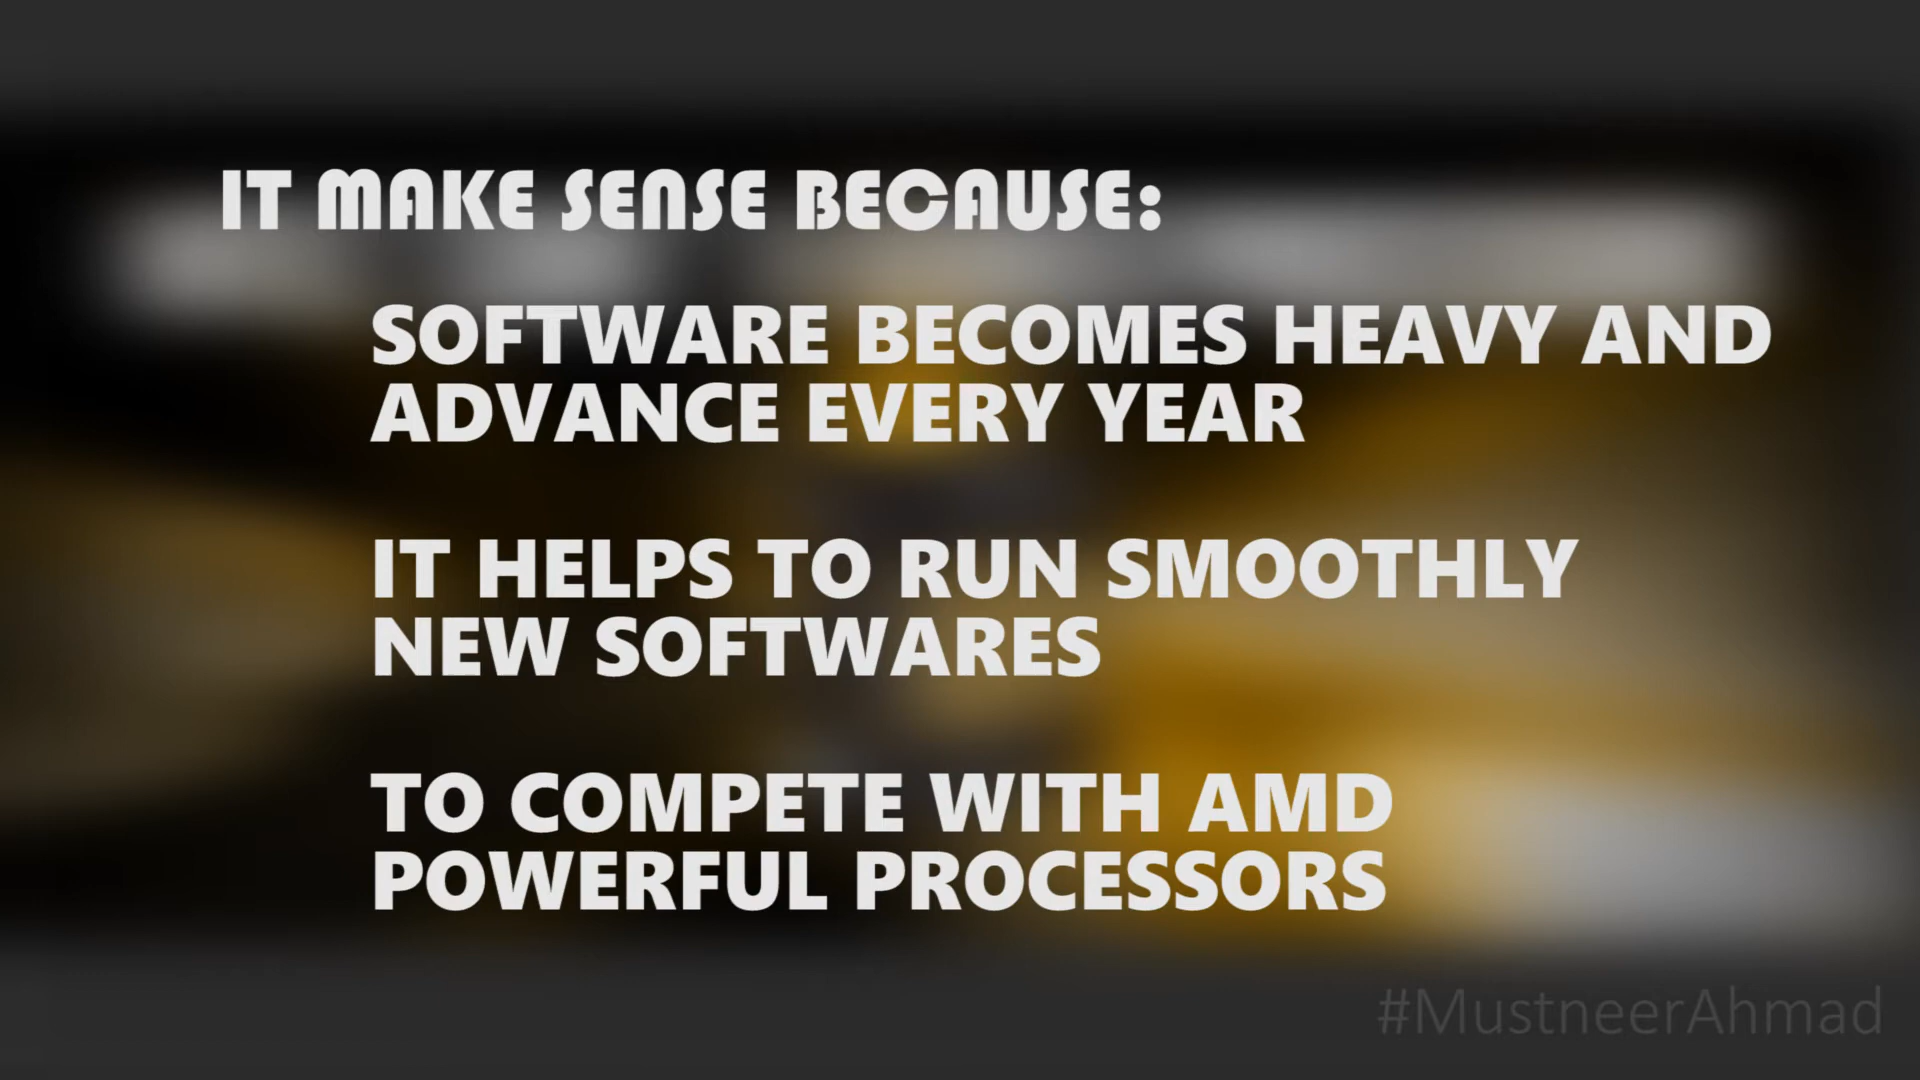 IT MAKE SENSE BECAUSE:
SOFTWARE BECOMES HEAVY AND
ADVANCE EVERY YEAR
IT HELPS TO RUN SMOOTHLY
NEW SOFTWARES
TO COMPETE WITH AMD
POWERFUL PROCESSORS
#MustneerAhmad